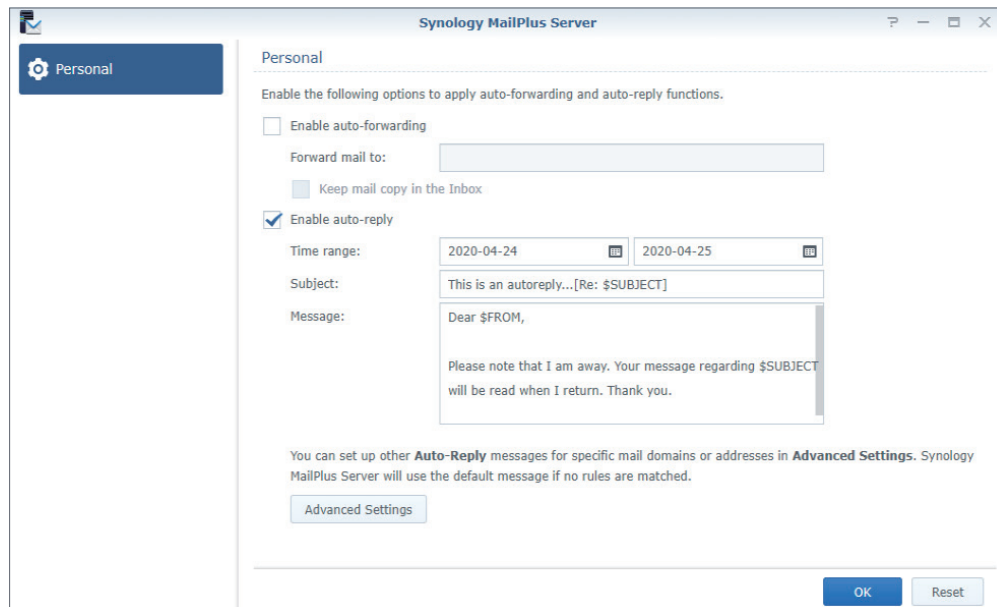 Synology MailPlus Server
Personal
Personal
Enable the following options to apply auto-forwarding and auto-reply functions.
Enable auto-forwarding
Forward mail to:
Keep mail copy in the Inbox
Enable auto-reply
Time range: 2020-04-24 2020-04-25
Subject: This is an autoreply...[Re: $SUBJECT]
Message: Dear $FROM,
Please note that I am away. Your message regarding $SUBJECT
will be read when I return. Thank you.
You can set up other Auto-Reply messages for specific mail domains or addresses in Advanced Settings. Synology
MailPlus Server will use the default message if no rules are matched.
Advanced Settings
OK Reset